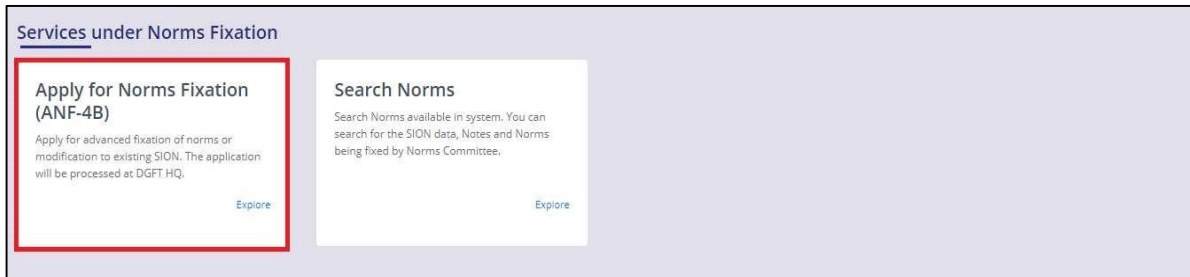 Services under Norms Fixation
Apply for Norms Fixation
(ANF-4B)
Apply for advanced fixation of norms or
modification to existing SION. The application
will be processed at DGFT HQ.
Explore
Search Norms
Search Norms available in system. You can
search for the SION data, Notes and Norms
being fixed by Norms Committee.
Explore